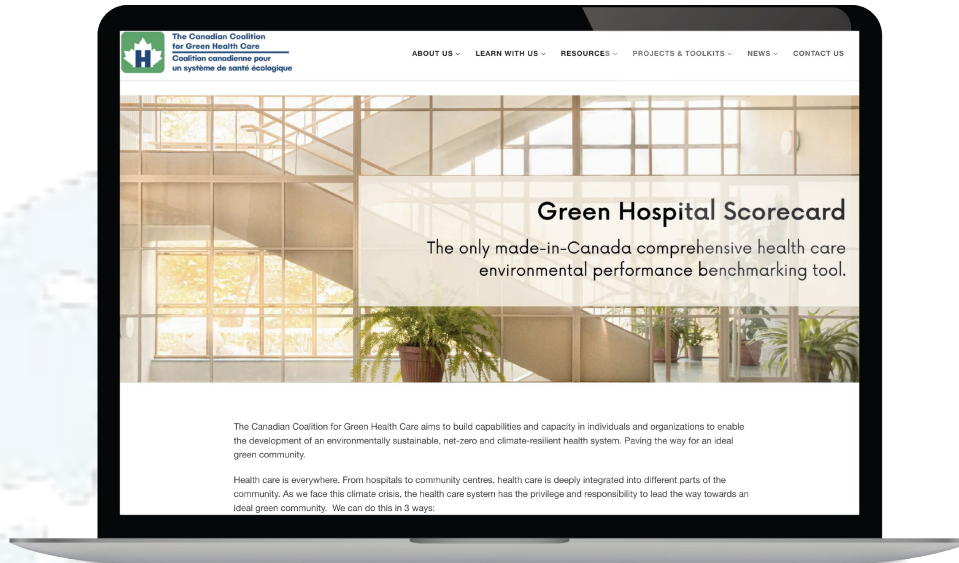 The Canadian Coalition
for Green Health Care
Coalition canadienne pour
un système de santé écologique
H
ABOUT US
LEARN WITH US
RESOURCES
PROJECTS & TOOLKITS
NEWS
CONTACT US
Green Hospital Scorecard
The only made-in-Canada comprehensive health care
environmental performance benchmarking tool.
The Canadian Coalition for Green Health Care aims to build capabilities and capacity in individuals and organizations to enable
the development of an environmentally sustainable, net-zero and climate-resilient health system. Paving the way for an ideal
green community.
Health care is everywhere. From hospitals to community centres, health care is deeply integrated into different parts of the
community. As we face this climate crisis, the health care system has the privilege and responsibility to lead the way towards an
ideal green community. We can do this in 3 ways: